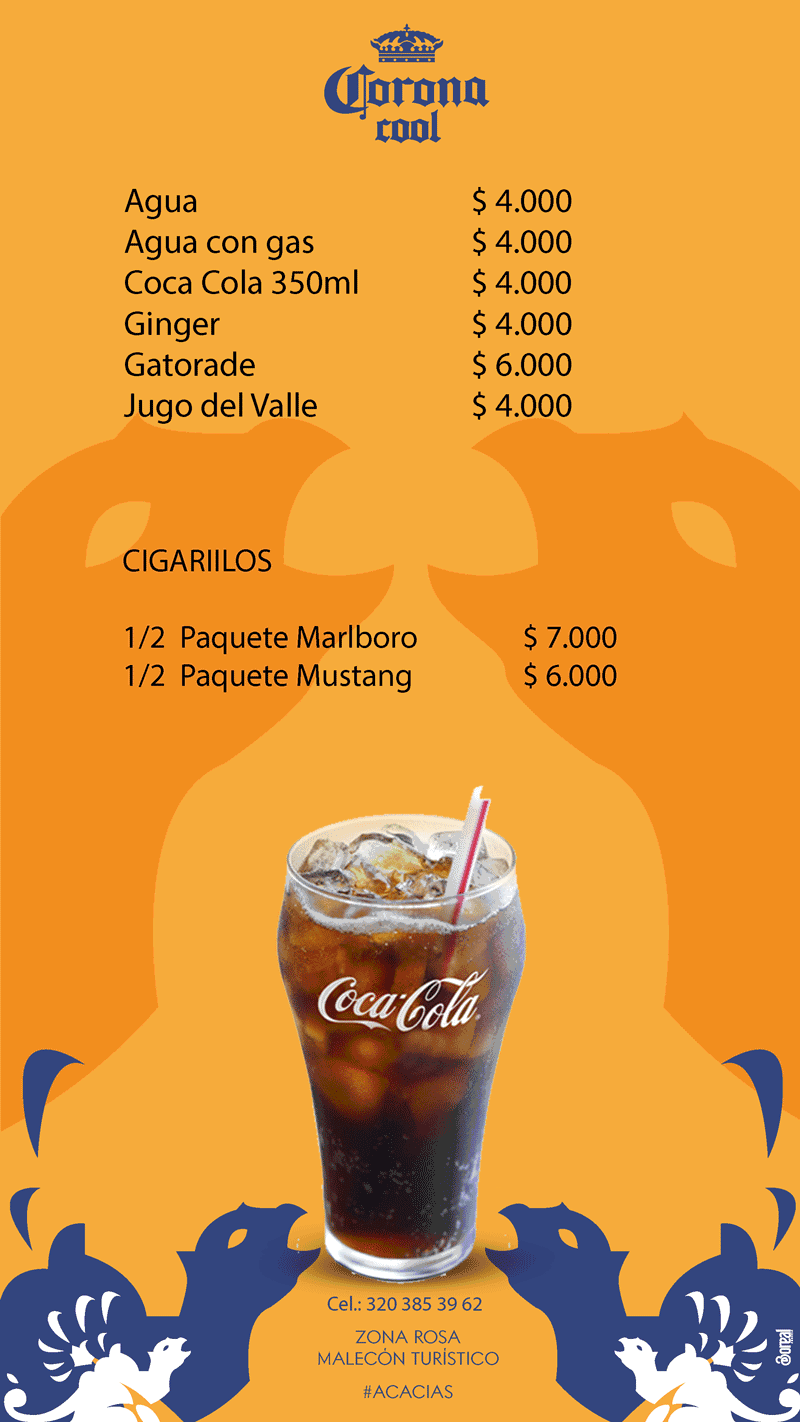 Corona
cool
Agua $ 4.000
Agua con gas $ 4.000
Coca Cola 350ml $ 4.000
Ginger $ 4.000
Gatorade $ 6.000
Jugo del Valle $ 4.000
CIGARIILOS
1/2 Paquete Marlboro $ 7.000
1/2 Paquete Mustang $ 6.000
Coca-Cola
Cel.: 320 385 39 62
ZONA ROSA
MALECÓN TURÍSTICO
#ACACIAS